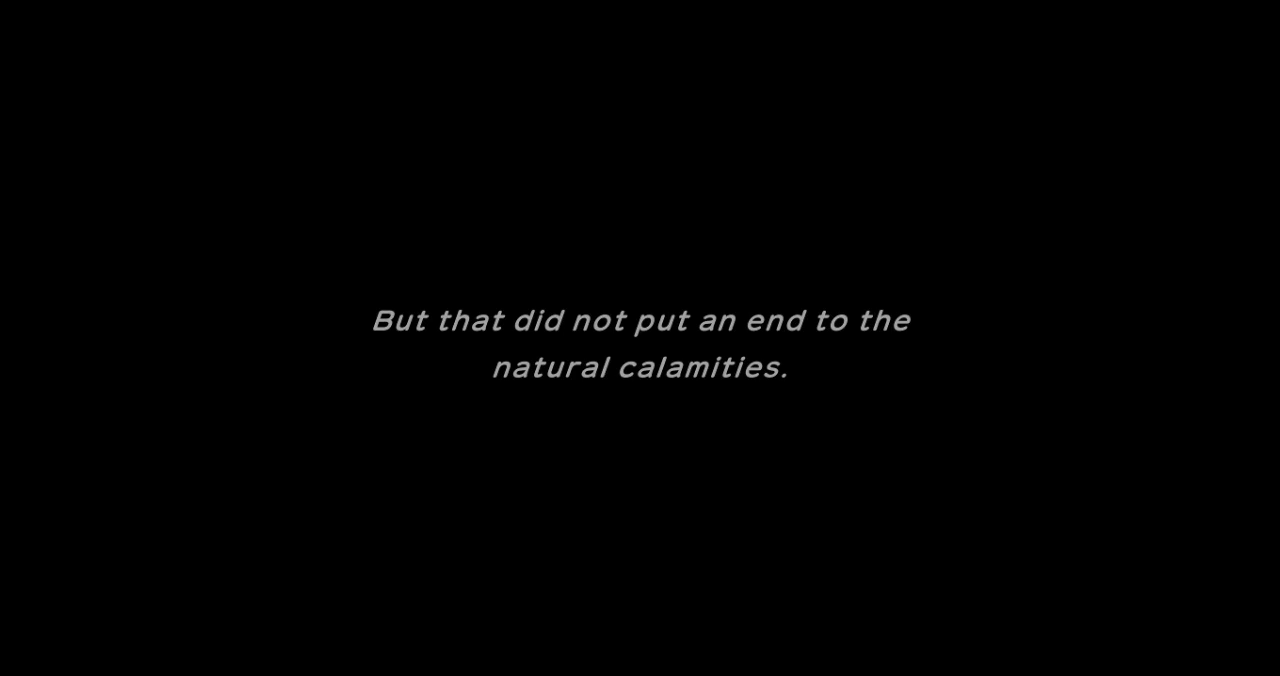 But that did not put an end to the
natural calamities.